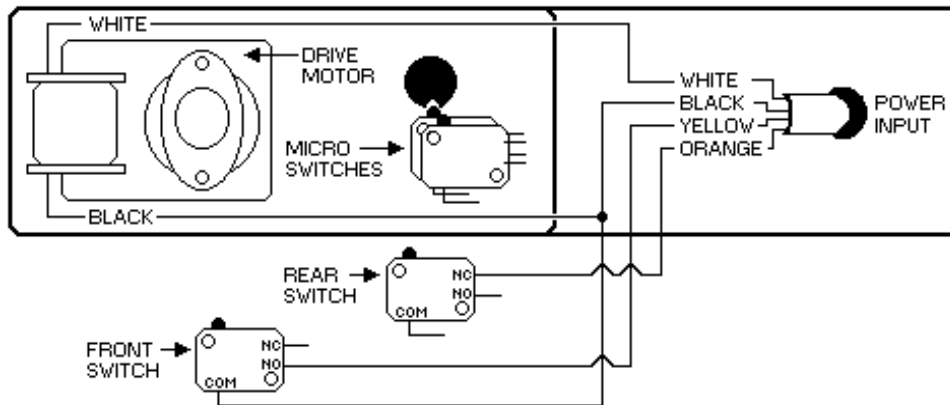 WHITE
DRIVE
MOTOR
WHITE
BLACK
YELLOW
ORANGE
POWER
INPUT
MICRO
SWITCHES
BLACK
REAR
SWITCH
NC
NO
COM
FRONT
SWITCH
NC
NO
COM